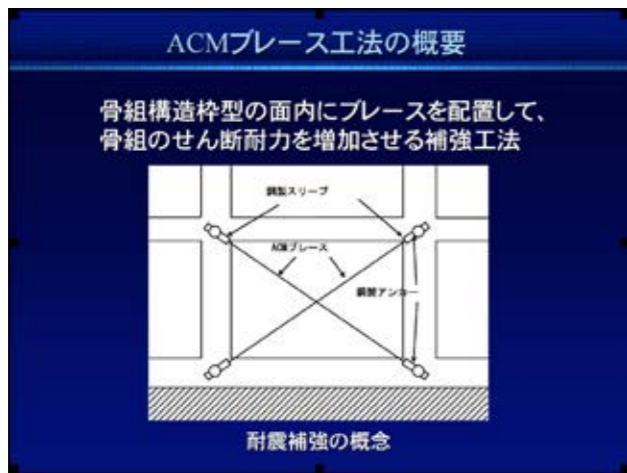 ACMブレース工法の概要
骨組構造枠型の面内にブレースを配置して、
骨組のせん断耐力を増加させる補強工法
鋼製スリーブ
ACMブレース
鋼製アンカー
耐震補強の概念